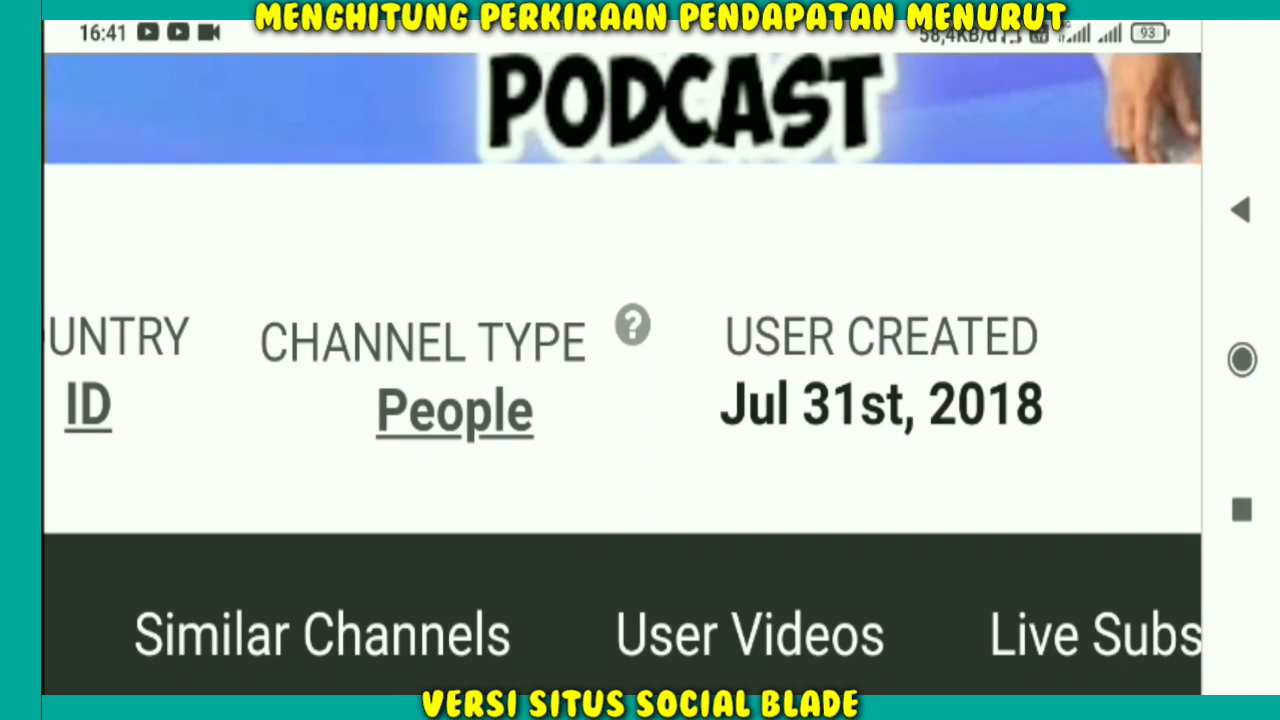 MENGHITUNG PERKIRAAN PENDAPATAN MENURUT
16:41 58,4KB/d 93
PODCAST
UNTRY CHANNEL TYPE ? USER CREATED
ID People Jul 31st, 2018
Similar Channels User Videos Live Subs
VERSI SITUS SOCIAL BLADE